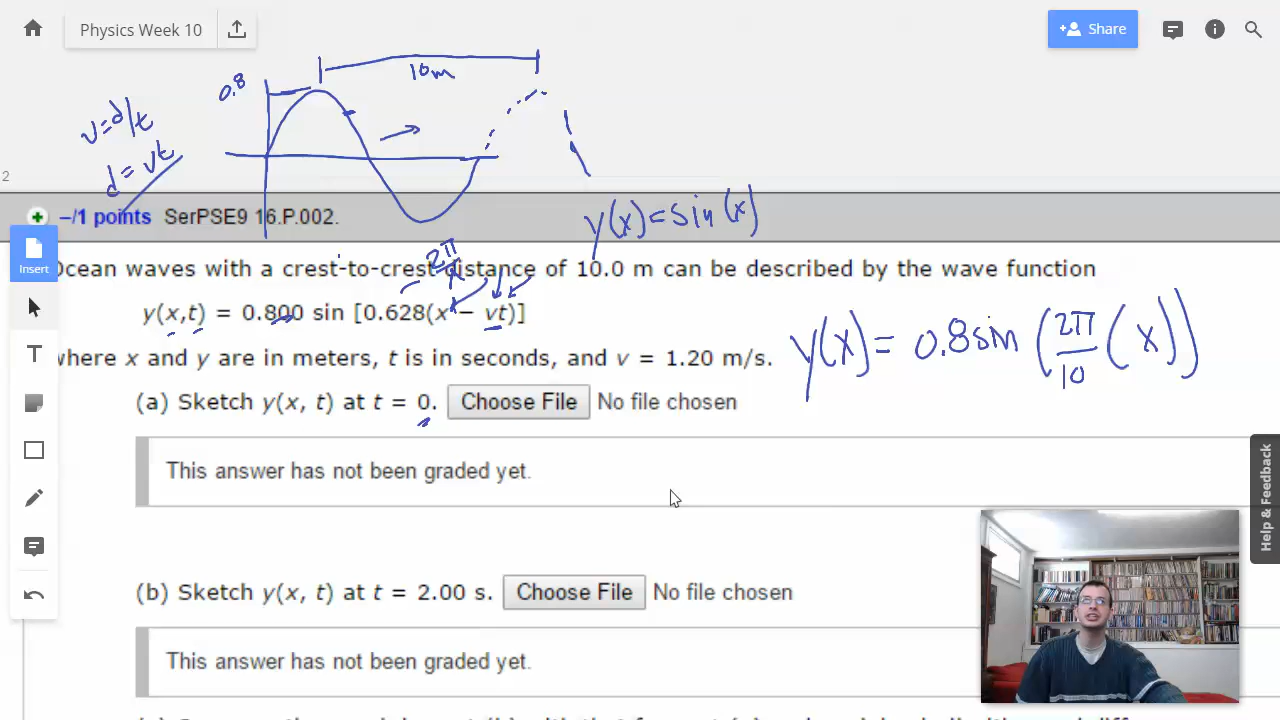 Physics Week 10
Share
0.8
10m
v=d/t
d=vt
2
–/1 points SerPSE9 16.P.002.
y(x)=sin(x)
Insert
Ocean waves with a crest-to-crest distance of 10.0 m can be described by the wave function
2π
λ
y(x,t) = 0.800 sin [0.628(x − vt)]
y(x)= 0.8sin (2π/10 (x))
where x and y are in meters, t is in seconds, and v = 1.20 m/s.
(a) Sketch y(x, t) at t = 0. Choose File No file chosen
This answer has not been graded yet.
Help & Feedback
(b) Sketch y(x, t) at t = 2.00 s. Choose File No file chosen
This answer has not been graded yet.